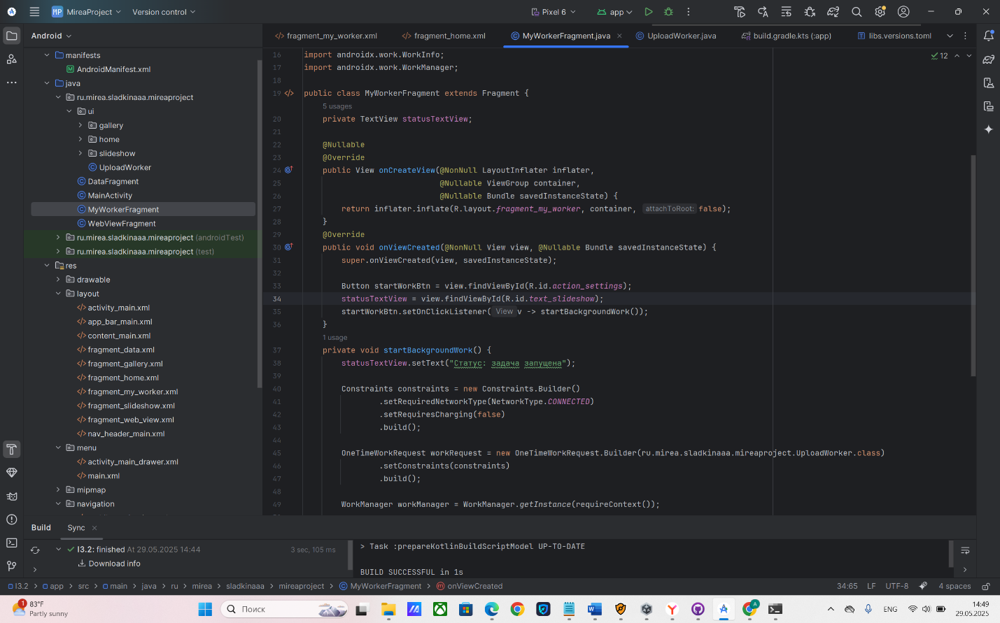 MP MireaProject Version control Pixel 6 app
Android
manifests
AndroidManifest.xml
java
ru.mirea.sladkinaaa.mireaproject
ui
gallery
home
slideshow
UploadWorker
DataFragment
MainActivity
MyWorkerFragment
WebViewFragment
ru.mirea.sladkinaaa.mireaproject (androidTest)
ru.mirea.sladkinaaa.mireaproject (test)
res
drawable
layout
activity_main.xml
app_bar_main.xml
content_main.xml
fragment_data.xml
fragment_gallery.xml
fragment_home.xml
fragment_my_worker.xml
fragment_slideshow.xml
fragment_web_view.xml
nav_header_main.xml
menu
activity_main_drawer.xml
main.xml
mipmap
navigation
fragment_my_worker.xml fragment_home.xml MyWorkerFragment.java UploadWorker.java build.gradle.kts (:app) libs.versions.toml
12
16 import androidx.work.WorkInfo;
17 import androidx.work.WorkManager;
18
19 public class MyWorkerFragment extends Fragment {
5 usages
20 private TextView statusTextView;
21
22 @Nullable
23 @Override
24 public View onCreateView(@NonNull LayoutInflater inflater,
25 @Nullable ViewGroup container,
26 @Nullable Bundle savedInstanceState) {
27 return inflater.inflate(R.layout.fragment_my_worker, container, attachToRoot: false);
28 }
29 @Override
30 public void onViewCreated(@NonNull View view, @Nullable Bundle savedInstanceState) {
31 super.onViewCreated(view, savedInstanceState);
32
33 Button startWorkBtn = view.findViewById(R.id.action_settings);
34 statusTextView = view.findViewById(R.id.text_slideshow);
35 startWorkBtn.setOnClickListener( View v -> startBackgroundWork());
36 }
1 usage
37 private void startBackgroundWork() {
38 statusTextView.setText("Статус: задача запущена");
39
40 Constraints constraints = new Constraints.Builder()
41 .setRequiredNetworkType(NetworkType.CONNECTED)
42 .setRequiresCharging(false)
43 .build();
44
45 OneTimeWorkRequest workRequest = new OneTimeWorkRequest.Builder(ru.mirea.sladkinaaa.mireaproject.UploadWorker.class)
46 .setConstraints(constraints)
47 .build();
48
49 WorkManager workManager = WorkManager.getInstance(requireContext());
Build Sync
l3.2: finished At 29.05.2025 14:44 3 sec, 105 ms
Download info
> Task :prepareKotlinBuildScriptModel UP-TO-DATE
BUILD SUCCESSFUL in 1s
l3.2 > app > src > main > java > ru > mirea > sladkinaaa > mireaproject > MyWorkerFragment > onViewCreated 34:65 LF UTF-8 4 spaces
1 83°F
Partly sunny
Поиск
ENG
14:49
29.05.2025